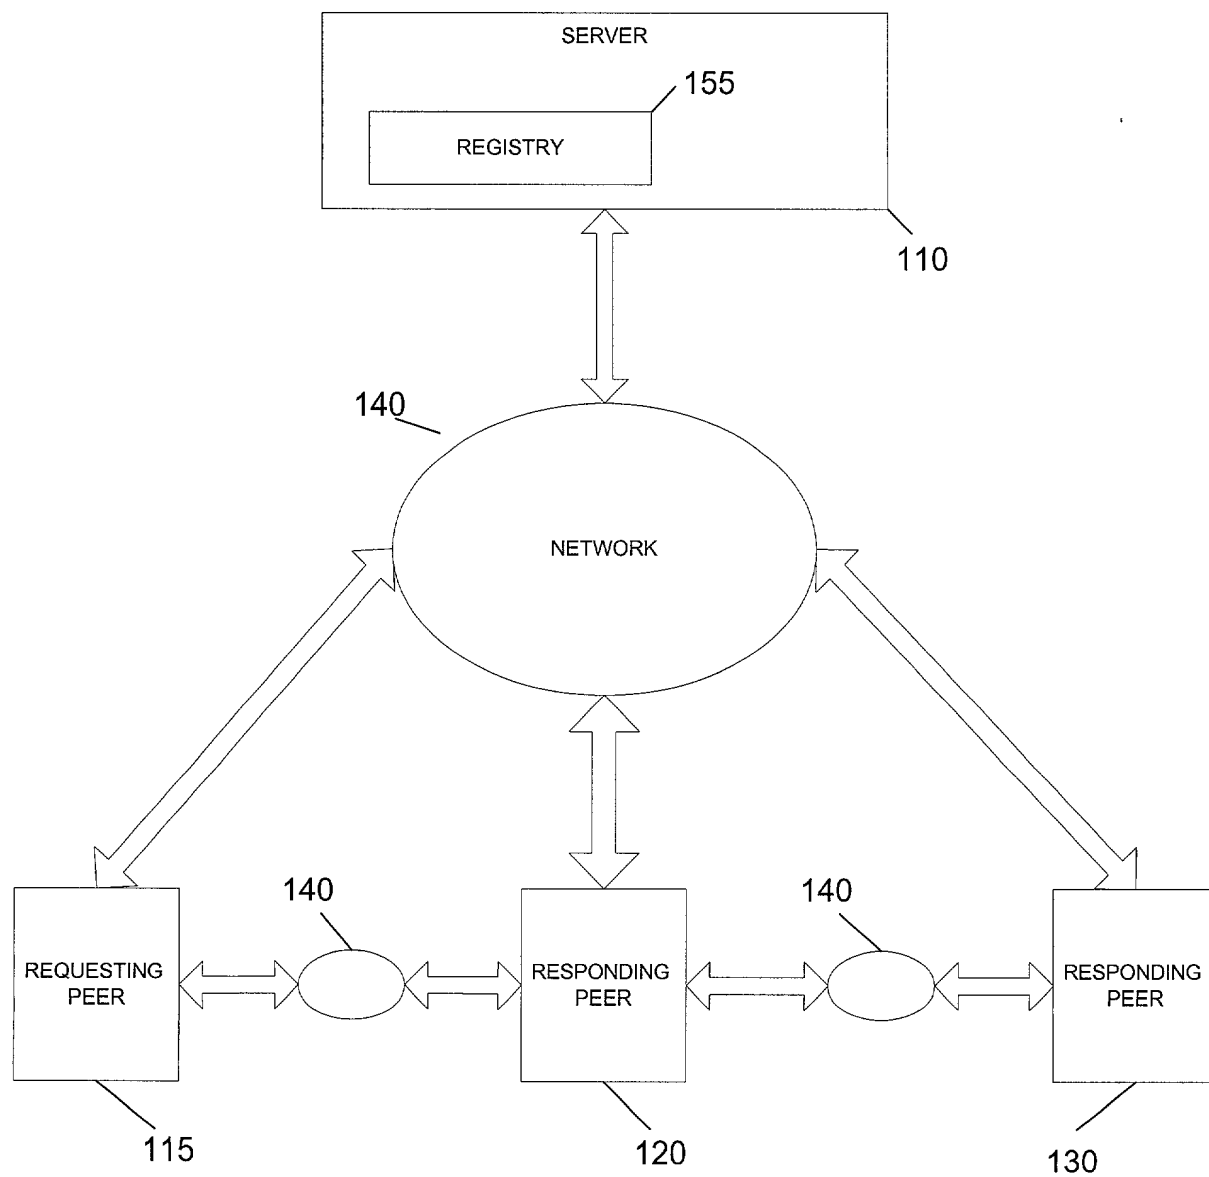 SERVER
155
REGISTRY
110
140
NETWORK
140
140
REQUESTING
PEER
RESPONDING
PEER
RESPONDING
PEER
115
120
130